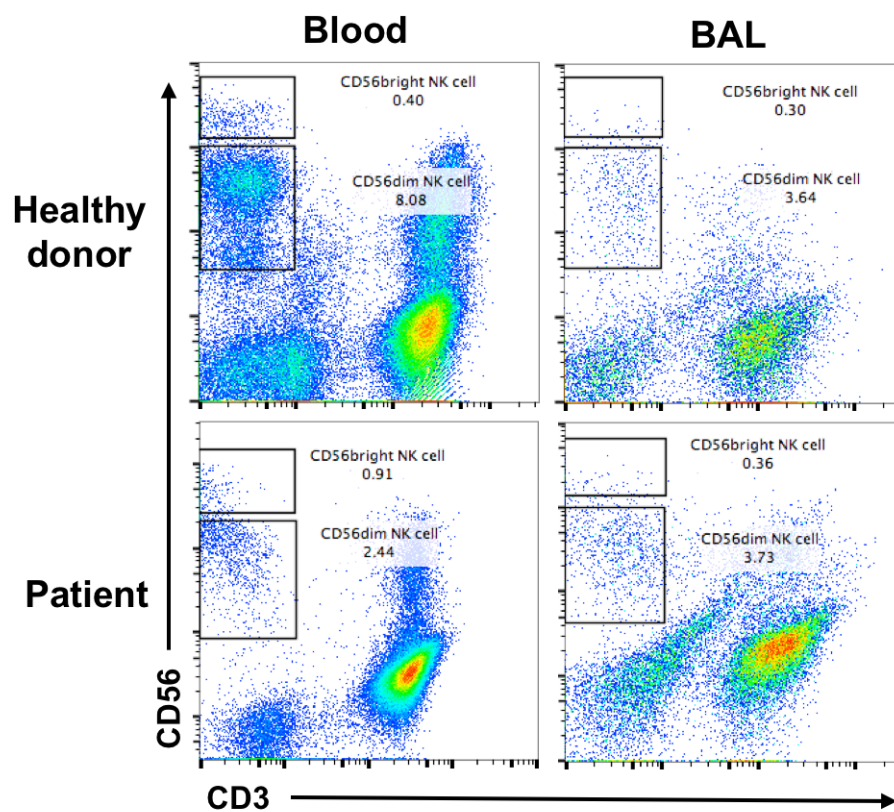 Blood
BAL
Healthy
donor
CD56bright NK cell
0.40
CD56dim NK cell
8.08
CD56bright NK cell
0.30
CD56dim NK cell
3.64
Patient
CD56bright NK cell
0.91
CD56dim NK cell
2.44
CD56bright NK cell
0.36
CD56dim NK cell
3.73
CD56
CD3